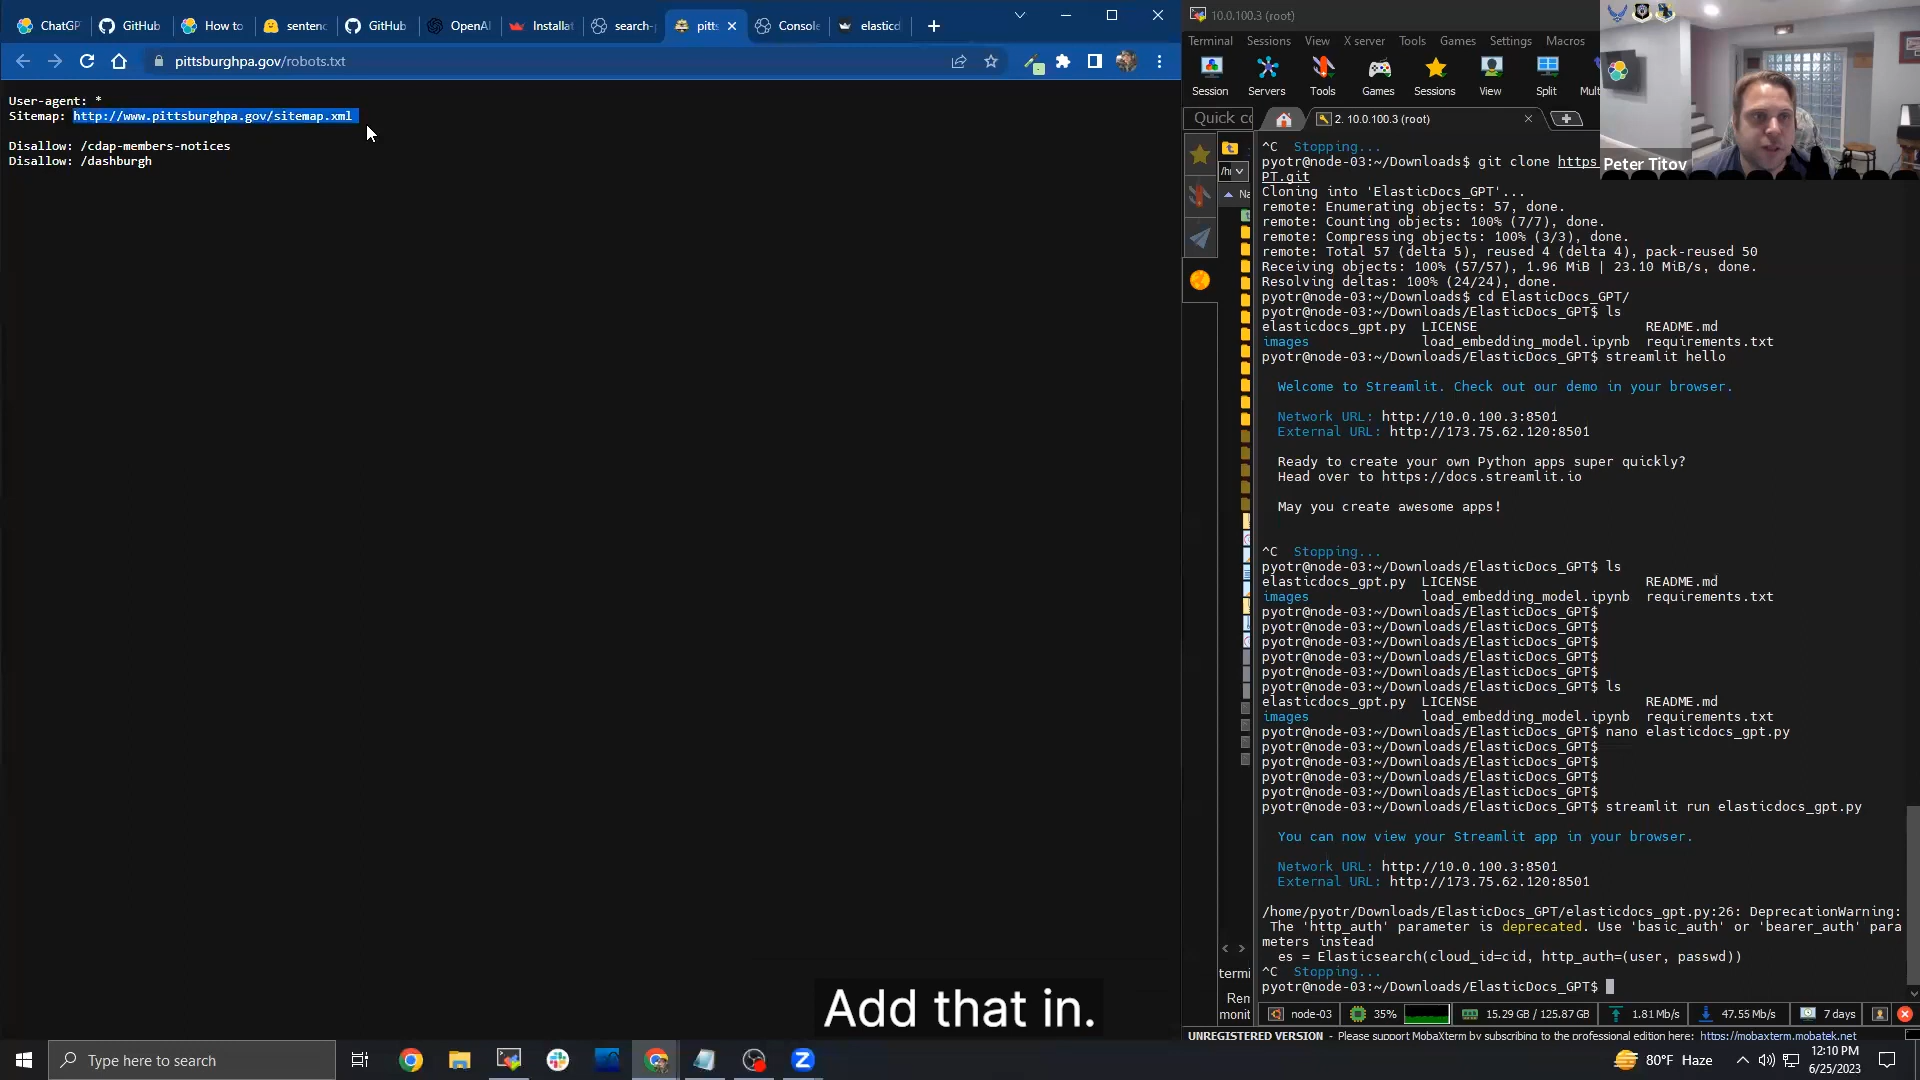 ChatGP
GitHub
How to
sentenc
GitHub
OpenAI
Installat
search-
pitts
Console
elasticd
pittsburghpa.gov/robots.txt
User-agent: *
Sitemap: http://www.pittsburghpa.gov/sitemap.xml
Disallow: /cdap-members-notices
Disallow: /dashburgh
10.0.100.3 (root)
Terminal Sessions View X server Tools Games Settings Macros
Session Servers Tools Games Sessions View Split Mult
Quick co
2. 10.0.100.3 (root)
Peter Titov
^C Stopping...
pyotr@node-03:~/Downloads$ git clone https
PT.git
Cloning into 'ElasticDocs_GPT'...
remote: Enumerating objects: 57, done.
remote: Counting objects: 100% (7/7), done.
remote: Compressing objects: 100% (3/3), done.
remote: Total 57 (delta 5), reused 4 (delta 4), pack-reused 50
Receiving objects: 100% (57/57), 1.96 MiB | 23.10 MiB/s, done.
Resolving deltas: 100% (24/24), done.
pyotr@node-03:~/Downloads$ cd ElasticDocs_GPT/
pyotr@node-03:~/Downloads/ElasticDocs_GPT$ ls
elasticdocs_gpt.py LICENSE README.md
images load_embedding_model.ipynb requirements.txt
pyotr@node-03:~/Downloads/ElasticDocs_GPT$ streamlit hello
Welcome to Streamlit. Check out our demo in your browser.
Network URL: http://10.0.100.3:8501
External URL: http://173.75.62.120:8501
Ready to create your own Python apps super quickly?
Head over to https://docs.streamlit.io
May you create awesome apps!
^C Stopping...
pyotr@node-03:~/Downloads/ElasticDocs_GPT$ ls
elasticdocs_gpt.py LICENSE README.md
images load_embedding_model.ipynb requirements.txt
pyotr@node-03:~/Downloads/ElasticDocs_GPT$
pyotr@node-03:~/Downloads/ElasticDocs_GPT$
pyotr@node-03:~/Downloads/ElasticDocs_GPT$
pyotr@node-03:~/Downloads/ElasticDocs_GPT$
pyotr@node-03:~/Downloads/ElasticDocs_GPT$
pyotr@node-03:~/Downloads/ElasticDocs_GPT$ ls
elasticdocs_gpt.py LICENSE README.md
images load_embedding_model.ipynb requirements.txt
pyotr@node-03:~/Downloads/ElasticDocs_GPT$ nano elasticdocs_gpt.py
pyotr@node-03:~/Downloads/ElasticDocs_GPT$
pyotr@node-03:~/Downloads/ElasticDocs_GPT$
pyotr@node-03:~/Downloads/ElasticDocs_GPT$
pyotr@node-03:~/Downloads/ElasticDocs_GPT$
pyotr@node-03:~/Downloads/ElasticDocs_GPT$ streamlit run elasticdocs_gpt.py
You can now view your Streamlit app in your browser.
Network URL: http://10.0.100.3:8501
External URL: http://173.75.62.120:8501
/home/pyotr/Downloads/ElasticDocs_GPT/elasticdocs_gpt.py:26: DeprecationWarning:
The 'http_auth' parameter is deprecated. Use 'basic_auth' or 'bearer_auth' para
meters instead
es = Elasticsearch(cloud_id=cid, http_auth=(user, passwd))
^C Stopping...
pyotr@node-03:~/Downloads/ElasticDocs_GPT$
termi
Rem
monit
node-03 35% 15.29 GB / 125.87 GB 1.81 Mb/s 47.55 Mb/s 7 days
UNREGISTERED VERSION - Please support MobaXterm by subscribing to the professional edition here: https://mobaxterm.mobatek.net
Add that in.
Type here to search
80°F Haze
12:10 PM
6/25/2023